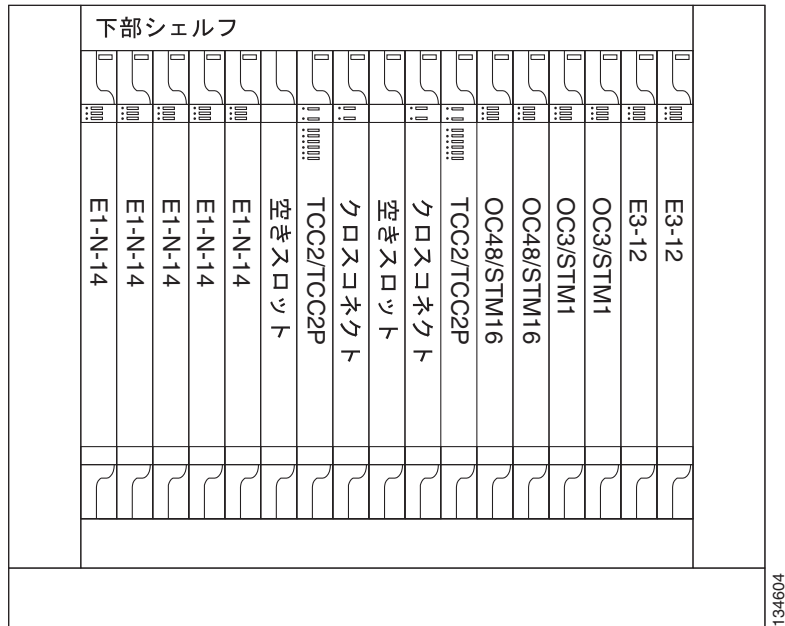 下部シェルフ
E1-N-14
E1-N-14
E1-N-14
E1-N-14
E1-N-14
空きスロット
TCC2/TCC2P
クロスコネクト
空きスロット
クロスコネクト
TCC2/TCC2P
OC48/STM16
OC48/STM16
OC3/STM1
OC3/STM1
E3-12
E3-12
134604